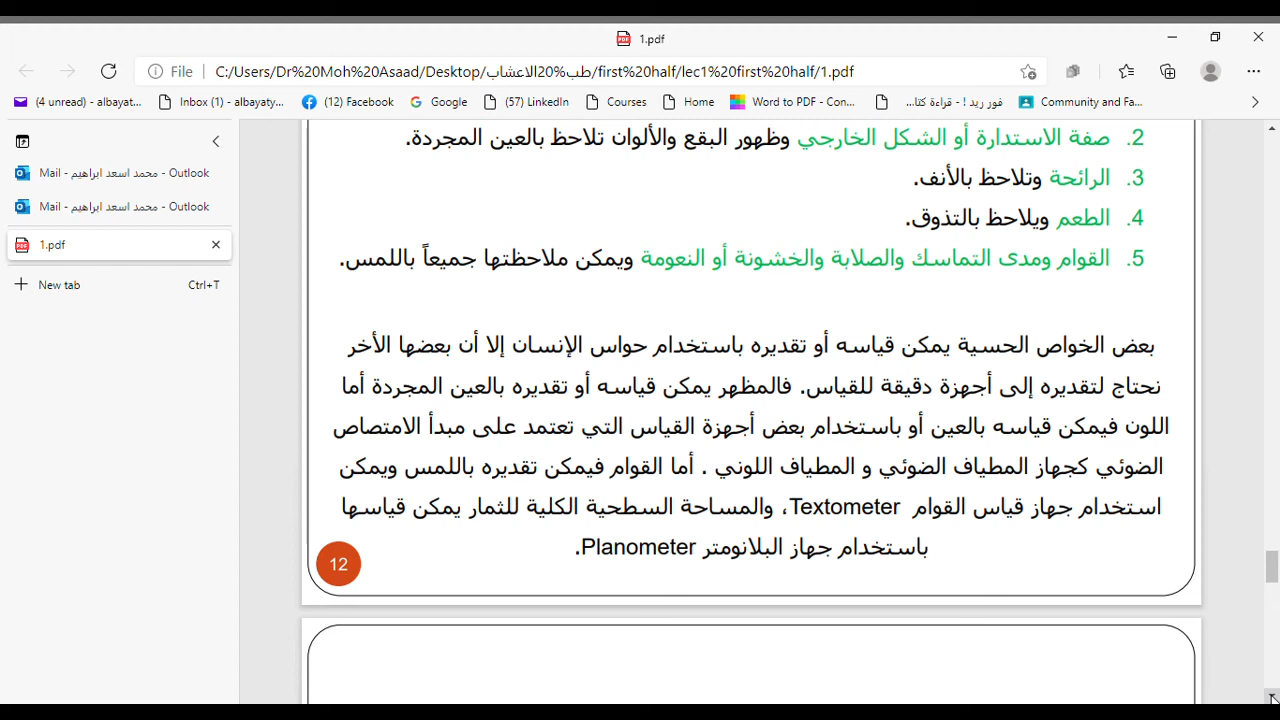 1.pdf
File
C:/Users/Dr%20Moh%20Asaad/Desktop/طب%20الاعشاب/first%20half/lec1%20first%20half/1.pdf
(4 unread) - albayat...
Inbox (1) - albayaty...
(12) Facebook
Google
(57) LinkedIn
Courses
Home
Word to PDF - Con...
فور ريد ! - قراءة كتا...
Community and Fa...
Mail - محمد اسعد ابراهيم - Outlook
Mail - محمد اسعد ابراهيم - Outlook
1.pdf
New tab Ctrl+T
2. صفة الاستدارة أو الشكل الخارجي وظهور البقع والألوان تلاحظ بالعين المجردة.
3. الرائحة وتلاحظ بالأنف.
4. الطعم ويلاحظ بالتذوق.
5. القوام ومدى التماسك والصلابة والخشونة أو النعومة ويمكن ملاحظتها جميعاً باللمس.
بعض الخواص الحسية يمكن قياسه أو تقديره باستخدام حواس الإنسان إلا أن بعضها الأخر
نحتاج لتقديره إلى أجهزة دقيقة للقياس. فالمظهر يمكن قياسه أو تقديره بالعين المجردة أما
اللون فيمكن قياسه بالعين أو باستخدام بعض أجهزة القياس التي تعتمد على مبدأ الامتصاص
الضوئي كجهاز المطياف الضوئي و المطياف اللوني . أما القوام فيمكن تقديره باللمس ويمكن
استخدام جهاز قياس القوام Textometer، والمساحة السطحية الكلية للثمار يمكن قياسها
باستخدام جهاز البلانومتر Planometer.
12